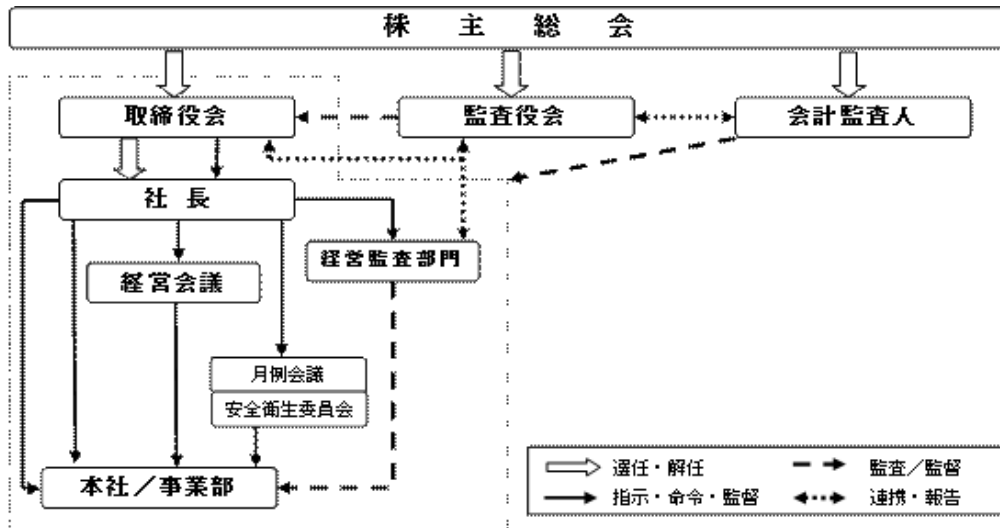 株主総会
取締役会
監査役会
会計監査人
社長
経営監査部門
経営会議
月例会議
安全衛生委員会
本社／事業部
選任・解任
監査／監督
指示・命令・監督
連携・報告